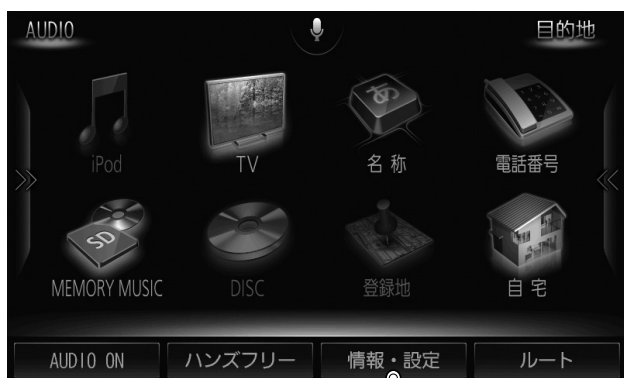 AUDIO 目的地
iPod TV 名称 電話番号
あ
SD
MEMORY MUSIC DISC 登録地 自宅
AUDIO ON ハンズフリー 情報・設定 ルート